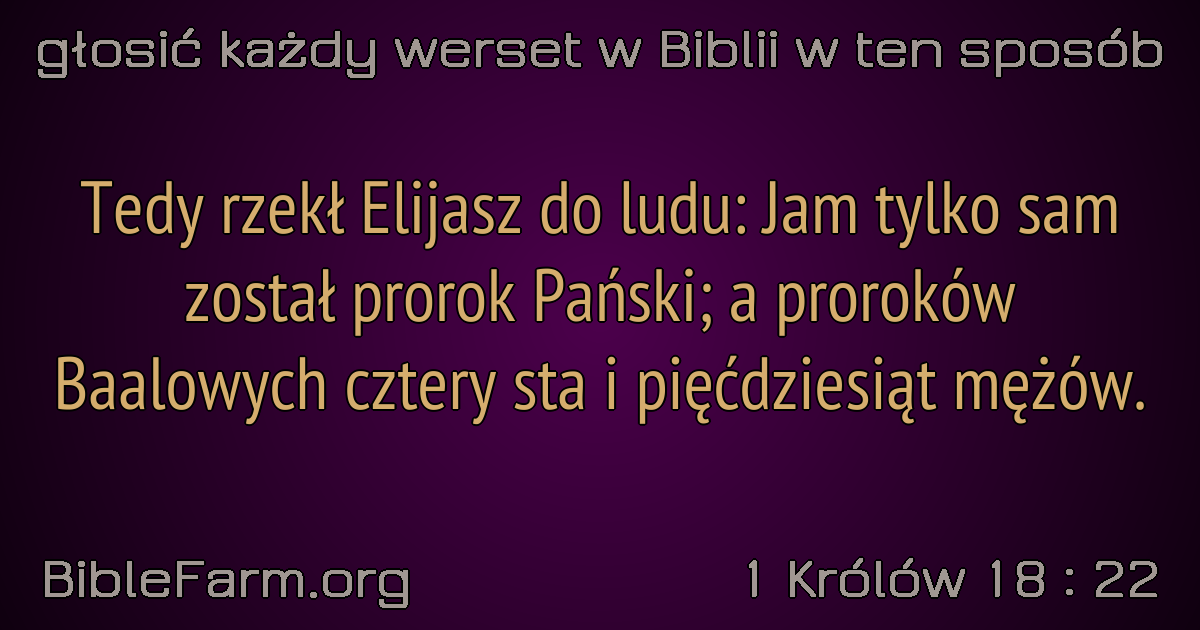 głosić każdy werset w Biblii w ten sposób
Tedy rzekł Elijasz do ludu: Jam tylko sam
został prorok Pański; a proroków
Baalowych cztery sta i pięćdziesiąt mężów.
BibleFarm.org
1 Królów 18 : 22